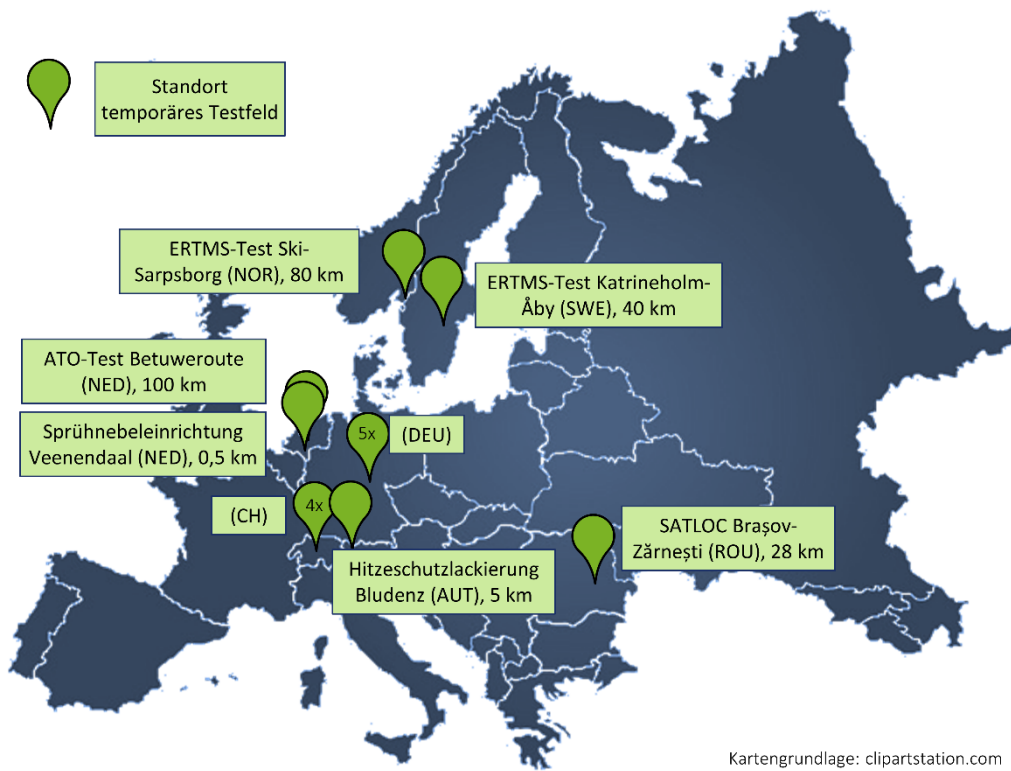 Standort
temporäres Testfeld
ERTMS-Test Ski-
Sarpsborg (NOR), 80 km
ERTMS-Test Katrineholm-
Åby (SWE), 40 km
ATO-Test Betuweroute
(NED), 100 km
Sprühnebeleinrichtung
Veenendaal (NED), 0,5 km
5x
(DEU)
(CH)
4x
Hitzeschutzlackierung
Bludenz (AUT), 5 km
SATLOC Brașov-
Zărnești (ROU), 28 km
Kartengrundlage: clipartstation.com